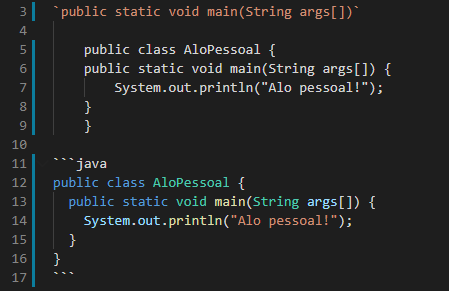 3 `public static void main(String args[])`
4
5 public class AloPessoal {
6 public static void main(String args[]) {
7 System.out.println("Alo pessoal!");
8 }
9 }
10
11 ```java
12 public class AloPessoal {
13 public static void main(String args[]) {
14 System.out.println("Alo pessoal!");
15 }
16 }
17 ```